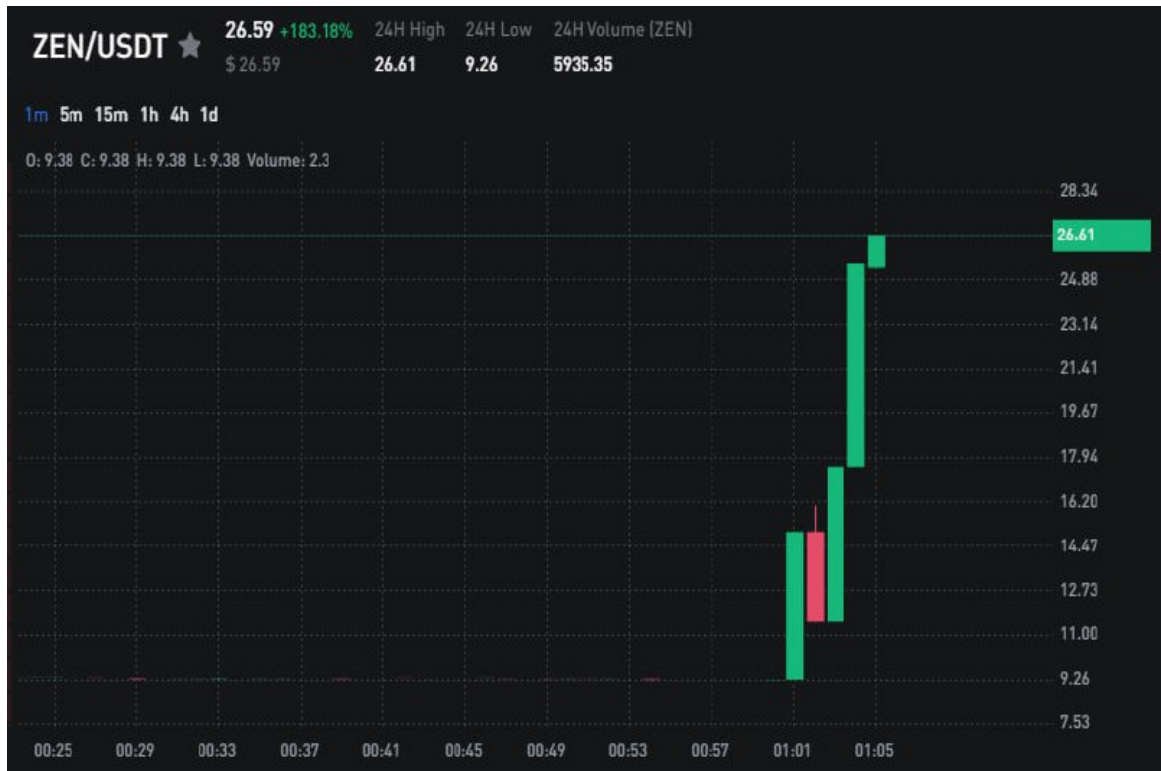 ZEN/USDT
26.59 +183.18%
$ 26.59
24H High
26.61
24H Low
9.26
24H Volume (ZEN)
5935.35
1m 5m 15m 1h 4h 1d
O: 9.38 C: 9.38 H: 9.38 L: 9.38 Volume: 2.3
28.34
26.61
24.88
23.14
21.41
19.67
17.94
16.20
14.47
12.73
11.00
9.26
7.53
00:25 00:29 00:33 00:37 00:41 00:45 00:49 00:53 00:57 01:01 01:05